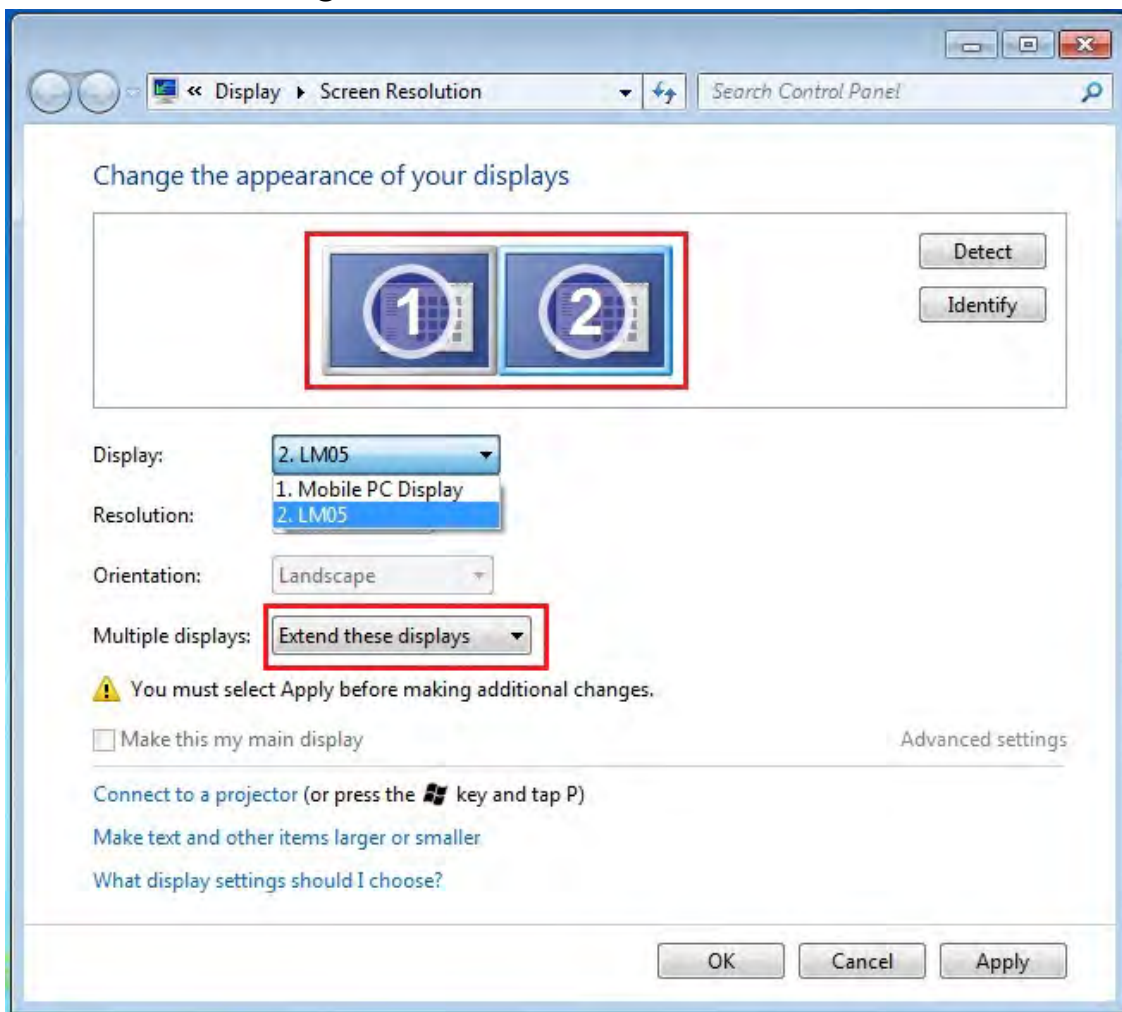 « Display ▸ Screen Resolution Search Control Panel
Change the appearance of your displays
1 2
Detect
Identify
Display: 2. LM05
1. Mobile PC Display
2. LM05
Resolution:
Orientation: Landscape
Multiple displays: Extend these displays
You must select Apply before making additional changes.
Make this my main display Advanced settings
Connect to a projector (or press the key and tap P)
Make text and other items larger or smaller
What display settings should I choose?
OK Cancel Apply